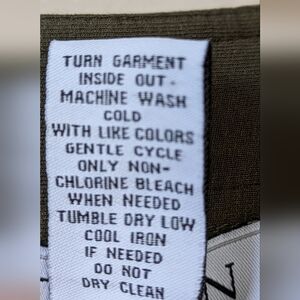 TURN GARMENT
INSIDE OUT-
MACHINE WASH
COLD
WITH LIKE COLORS
GENTLE CYCLE
ONLY NON-
CHLORINE BLEACH
WHEN NEEDED
TUMBLE DRY LOW
COOL IRON
IF NEEDED
DO NOT
DRY CLEAN